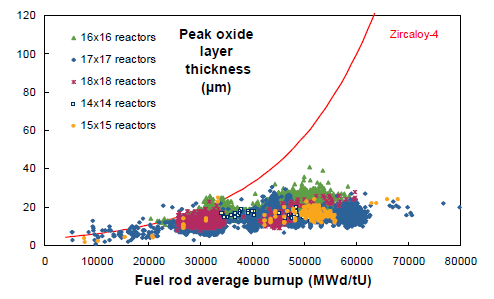 120
100
80
60
40
20
0
16x16 reactors
17x17 reactors
18x18 reactors
14x14 reactors
15x15 reactors
Peak oxide
layer
thickness
(µm)
Zircaloy-4
0 10000 20000 30000 40000 50000 60000 70000 80000
Fuel rod average burnup (MWd/tU)